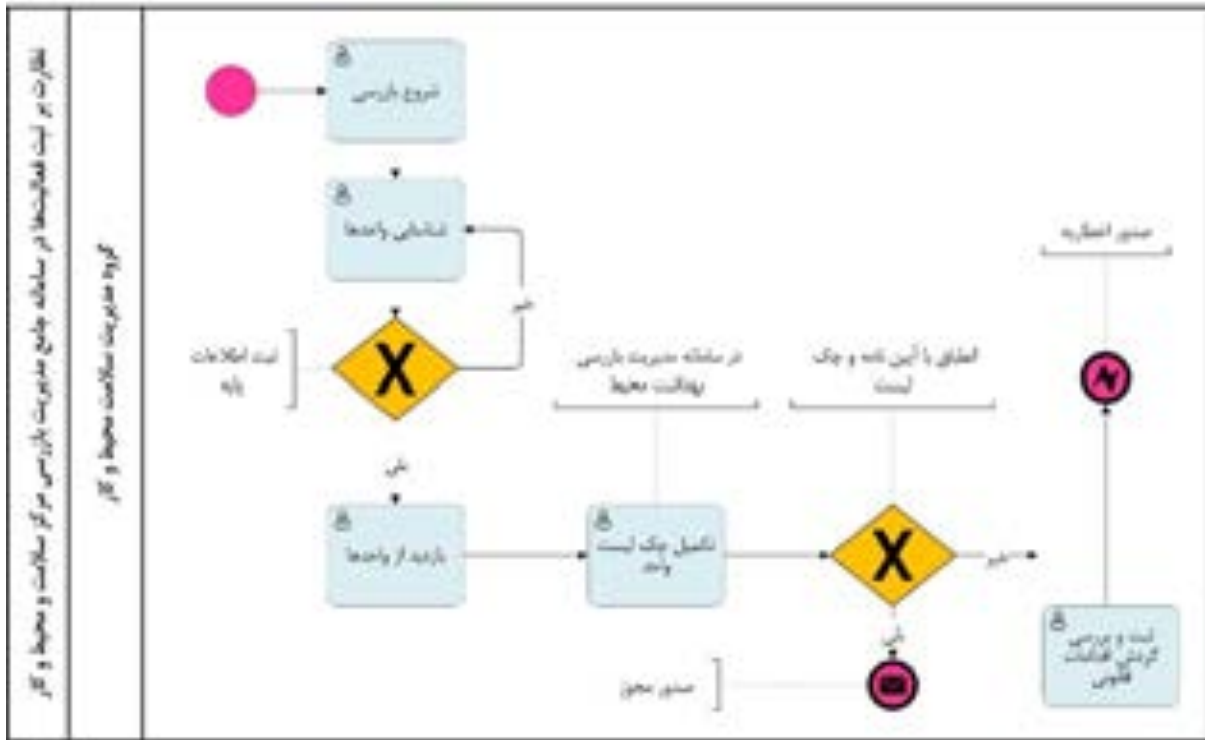 نظارت بر ثبت فعالیت‌ها در سامانه جامع مدیریت بازرسی مرکز سلامت و محیط و کار
گروه مدیریت سلامت محیط و کار
شروع بازرسی
شناسایی واحدها
خیر
ثبت اطلاعات
پایه
بلی
بازدید از واحدها
در سامانه مدیریت بازرسی
بهداشت محیط
تکمیل چک لیست
واحد
انطباق با آیین نامه و چک
لیست
خیر
بلی
صدور مجوز
صدور اخطاریه
ثبت و بررسی
گردش اقدامات
قانونی